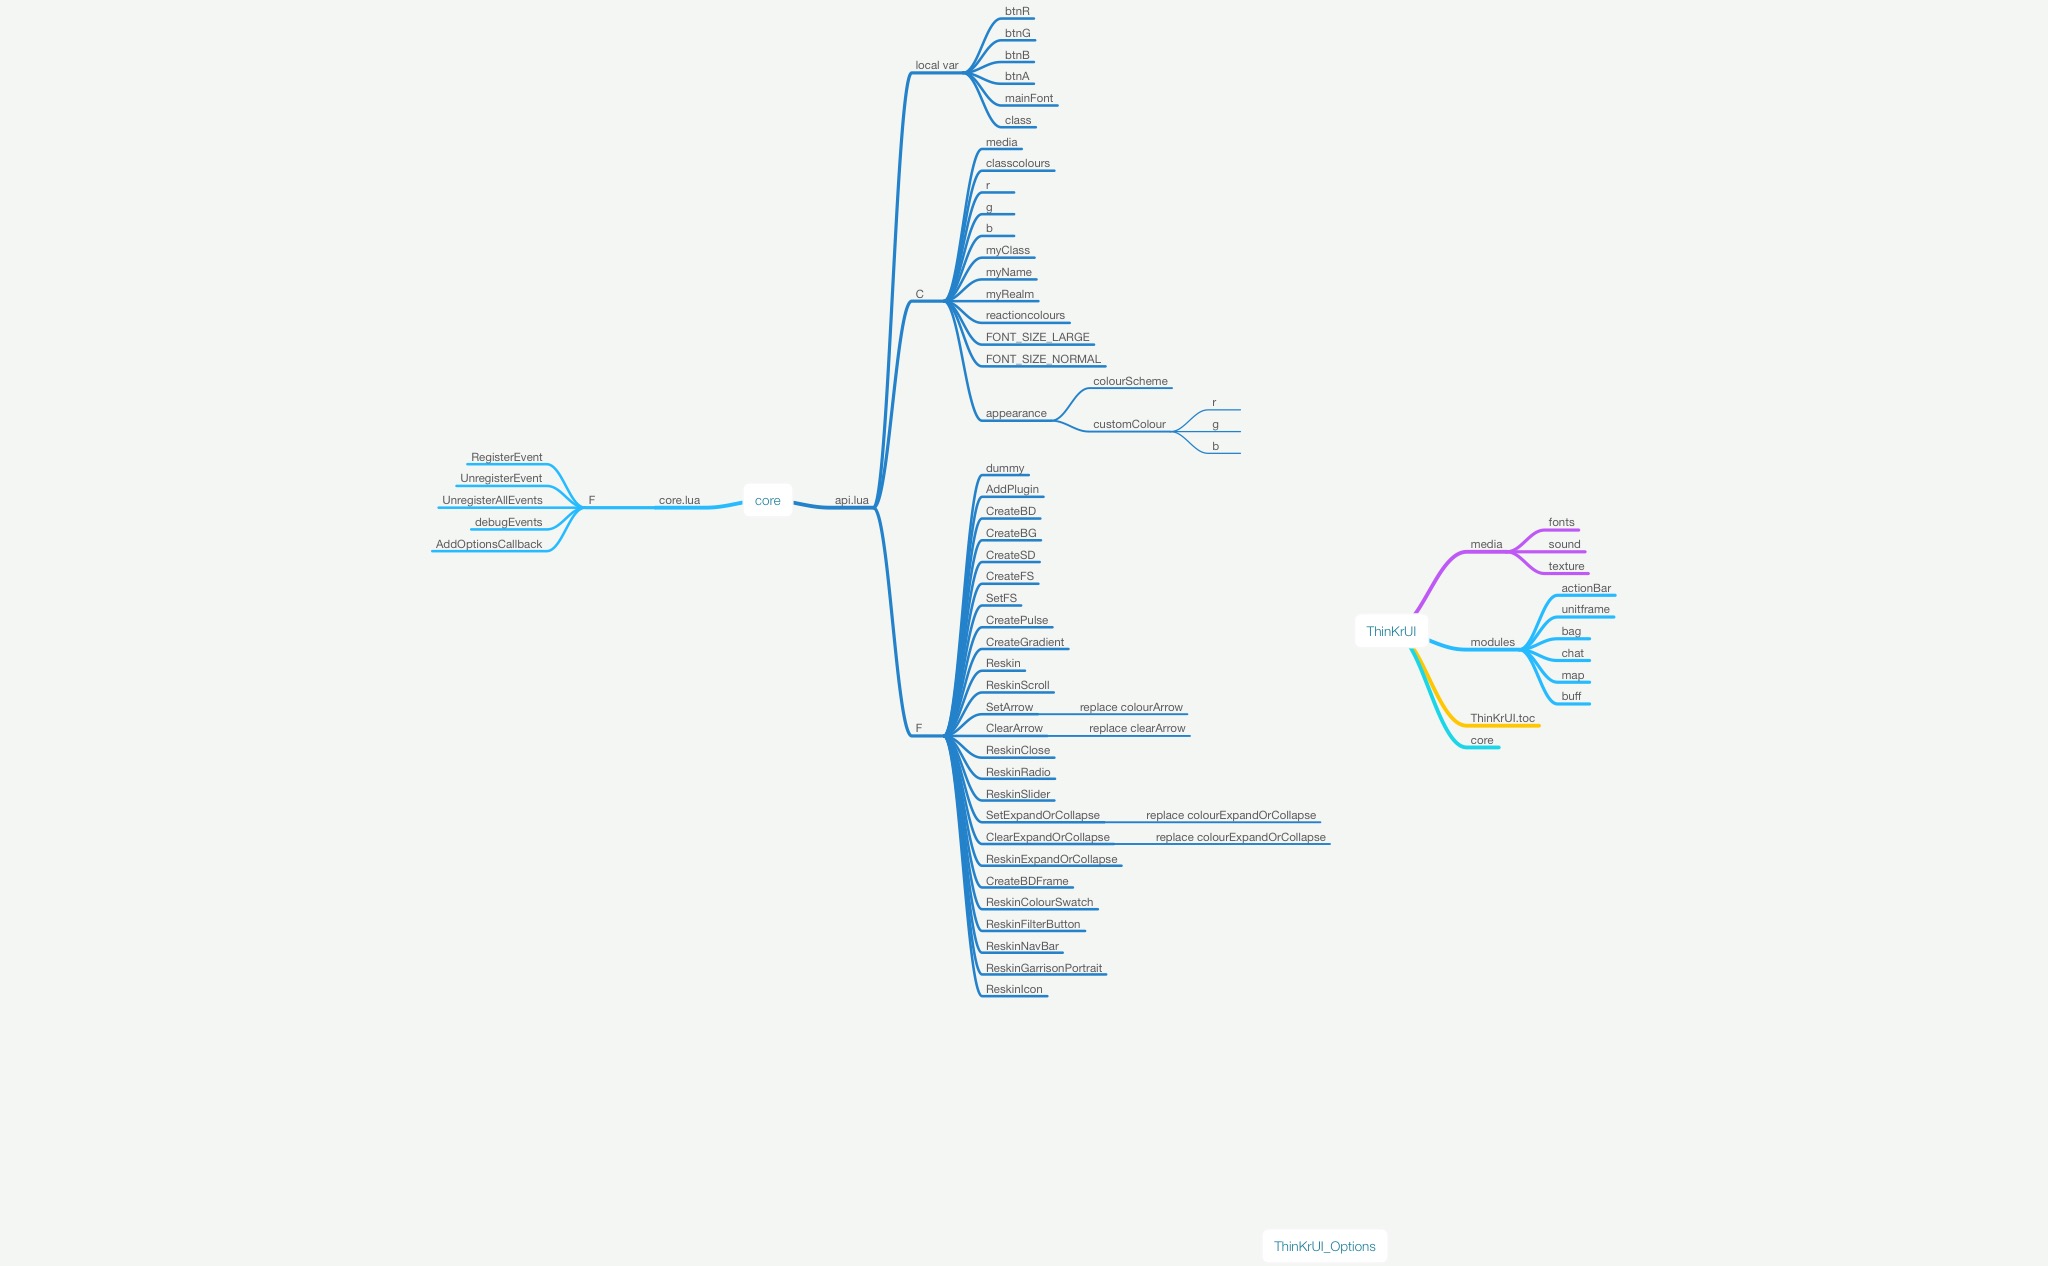 btnR
btnG
btnB
btnA
mainFont
class
local var
media
classcolours
r
g
b
myClass
myName
myRealm
reactioncolours
FONT_SIZE_LARGE
FONT_SIZE_NORMAL
C
appearance
colourScheme
customColour
r
g
b
RegisterEvent
UnregisterEvent
UnregisterAllEvents
debugEvents
AddOptionsCallback
F
core.lua
core
api.lua
F
dummy
AddPlugin
CreateBD
CreateBG
CreateSD
CreateFS
SetFS
CreatePulse
CreateGradient
Reskin
ReskinScroll
SetArrow replace colourArrow
ClearArrow replace clearArrow
ReskinClose
ReskinRadio
ReskinSlider
SetExpandOrCollapse replace colourExpandOrCollapse
ClearExpandOrCollapse replace colourExpandOrCollapse
ReskinExpandOrCollapse
CreateBDFrame
ReskinColourSwatch
ReskinFilterButton
ReskinNavBar
ReskinGarrisonPortrait
ReskinIcon
ThinKrUI
media
fonts
sound
texture
modules
actionBar
unitframe
bag
chat
map
buff
ThinKrUI.toc
core
ThinKrUI_Options